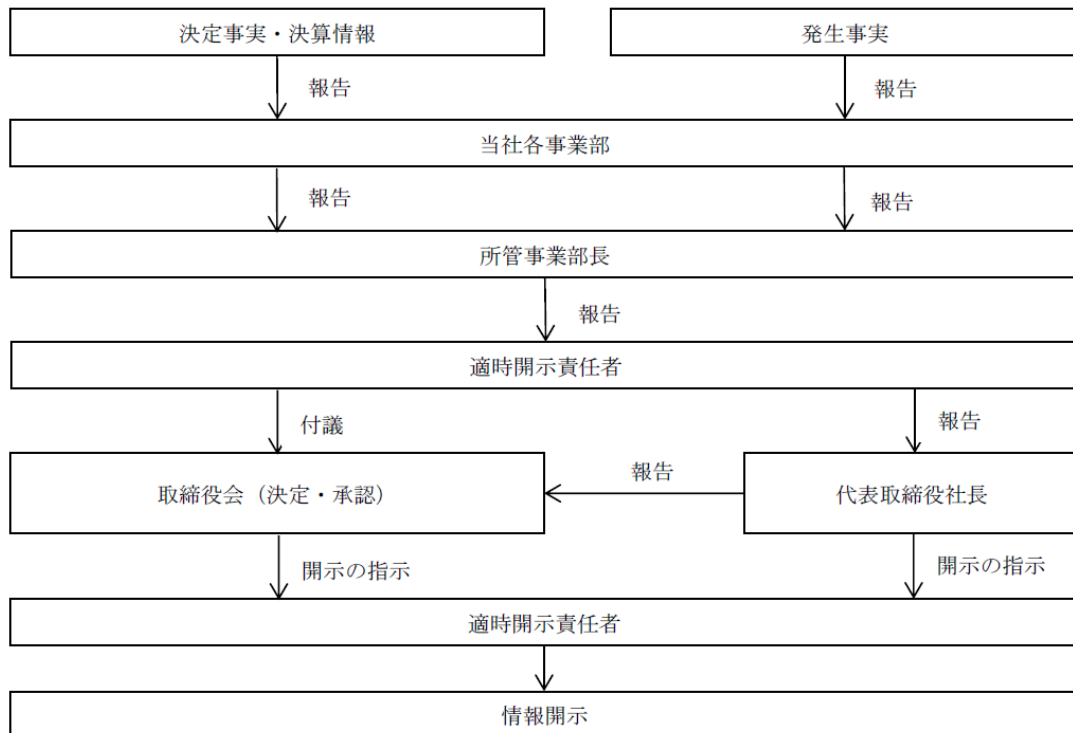 決定事実・決算情報
発生事実
報告
報告
当社各事業部
報告
報告
所管事業部長
報告
適時開示責任者
付議
報告
取締役会（決定・承認）
報告
代表取締役社長
開示の指示
開示の指示
適時開示責任者
情報開示